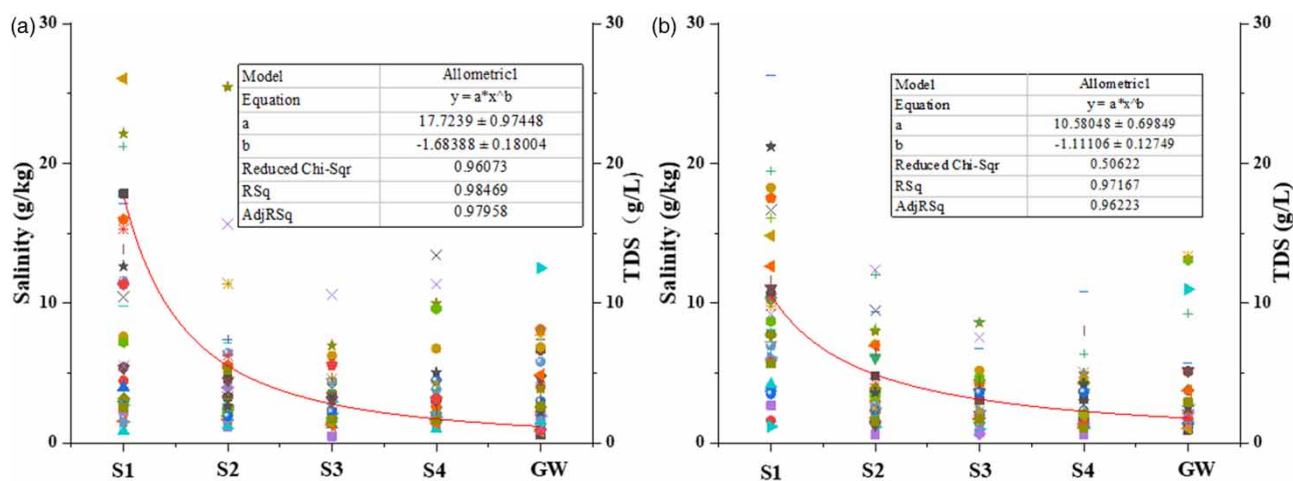 (a)
30
20
10
0
Salinity (g/kg)
Model Allometric1
Equation y = a*x^b
a 17.7239 ± 0.97448
b -1.68388 ± 0.18004
Reduced Chi-Sqr 0.96073
RSq 0.98469
AdjRSq 0.97958
30
20
10
0
TDS (g/L)
S1 S2 S3 S4 GW
(b)
30
20
10
0
Salinity (g/kg)
Model Allometric1
Equation y = a*x^b
a 10.58048 ± 0.69849
b -1.11106 ± 0.12749
Reduced Chi-Sqr 0.50622
RSq 0.97167
AdjRSq 0.96223
30
20
10
0
TDS (g/L)
S1 S2 S3 S4 GW